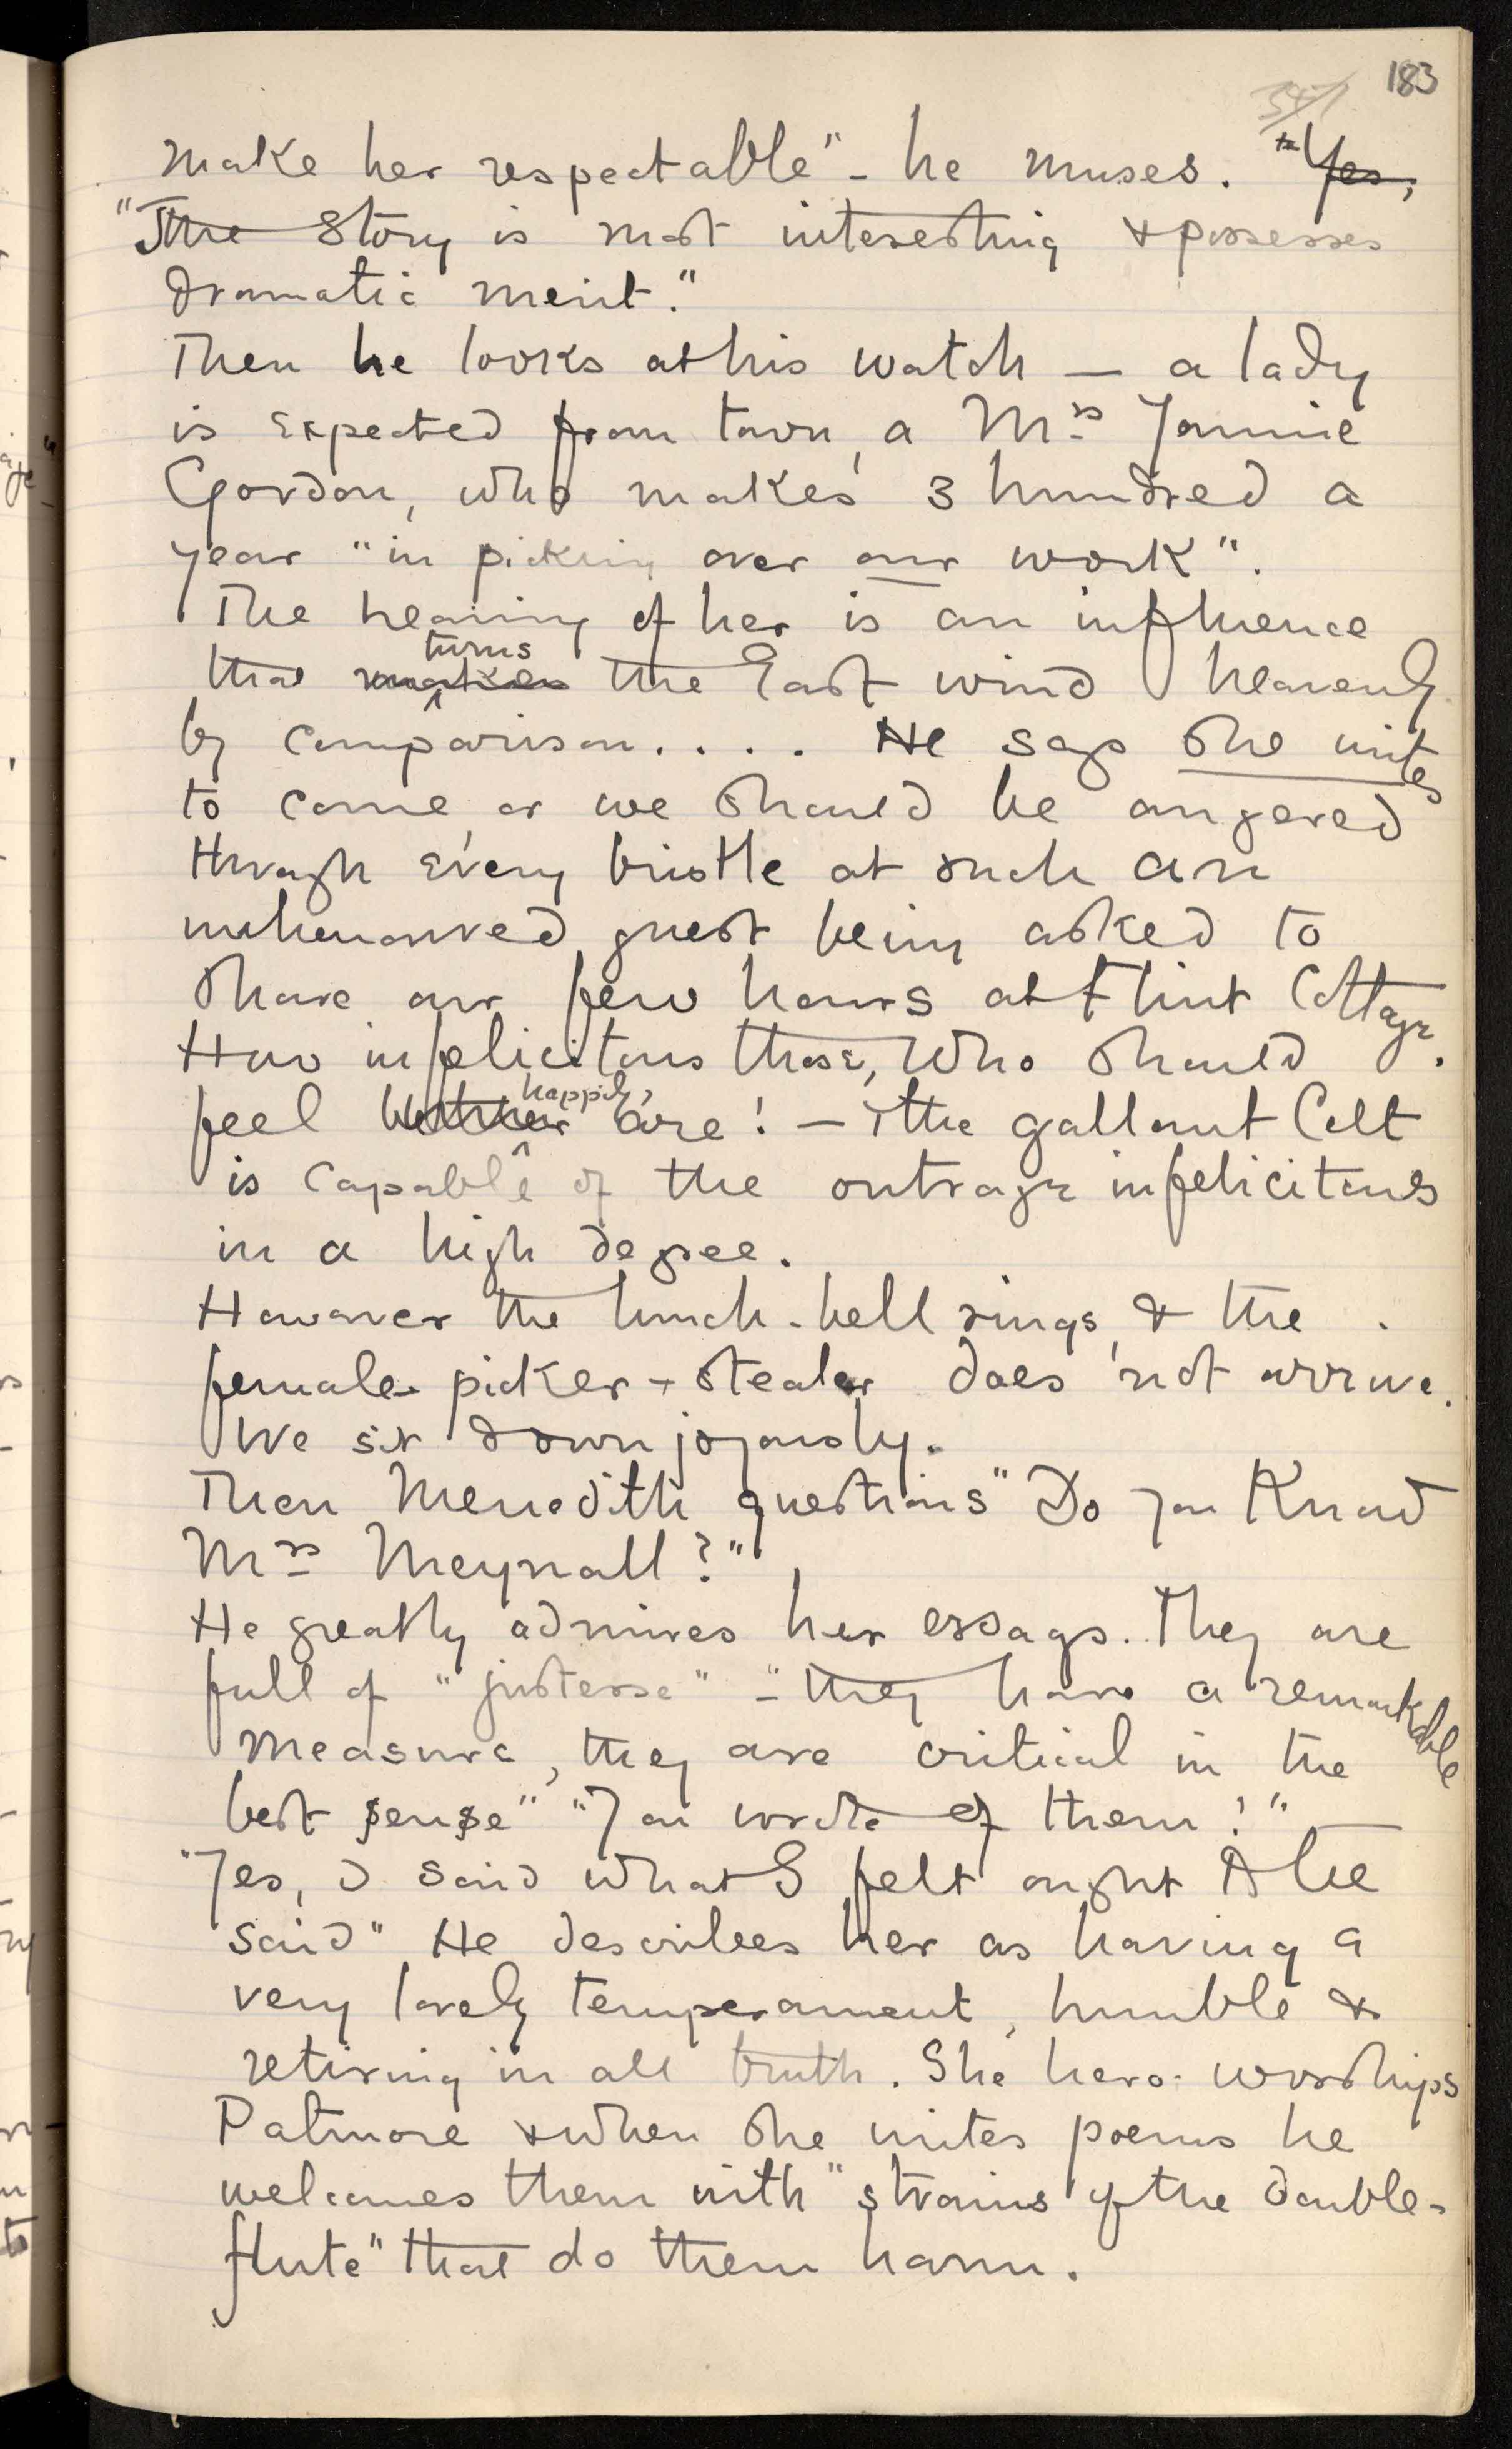 183
347
make her respectable" - he muses. "Yes,
"The story is most interesting & possesses
dramatic merit."
Then he looks at his watch — a lady
is expected from town, a Mrs Jannie
Gordon, who makes 3 hundred a
year "in picking over our work".
The hearing of her is an influence
turns
that makes the East wind heavenly
by comparison.... He says she writes
to come, or we should be angered
through every bristle at such an
unhonoured guest being asked to
share our few hours at Flint Cottage.
How infelicitous those, who should
happily,
feel are! — & the gallant Celt
is capable of the outrage infelicitous
in a high degree.
However the lunch-bell rings, & the
female picker & stealer does not arrive.
We sit down joyously.
Then Meredith questions "Do you know
Mrs Meynall?"
He greatly admires her essays. They are
full of "justesse" - "they have a remarkable
measure, they are critical in the
best sense" "You wrote of them!"
"Yes, I said what I felt ought to be
said" He describes her as having a
very lovely temperament, humble &
retiring in all truth. She hero-worships
Patmore & when she writes poems he
welcomes them with "strains of the double-
flute" that do them harm.